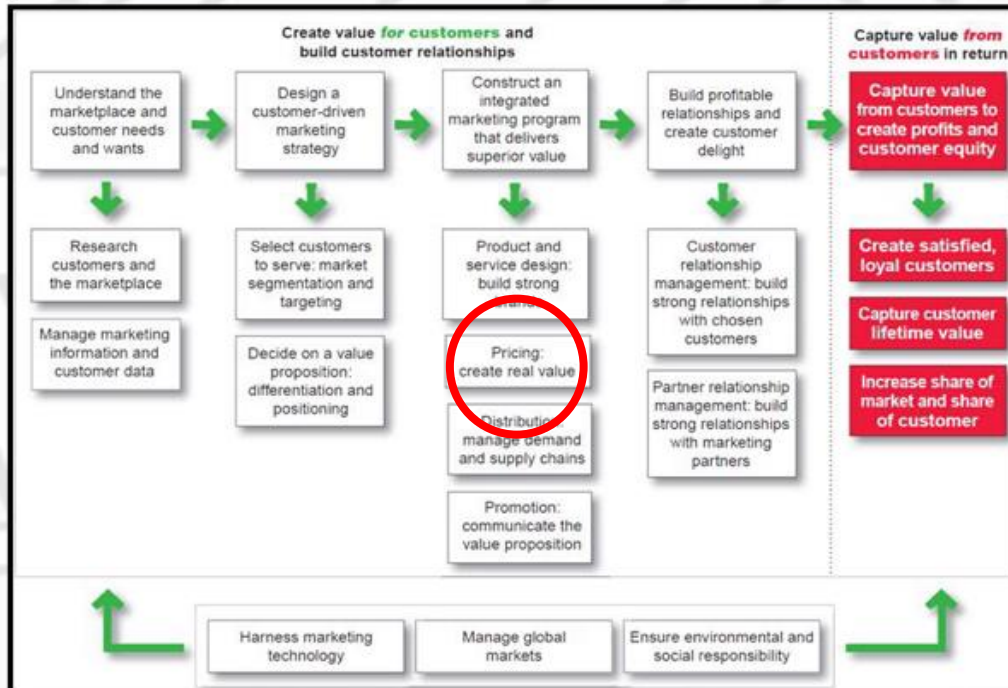 Create value for customers and
build customer relationships
Capture value from
customers in return
Understand the
marketplace and
customer needs
and wants
Design a
customer-driven
marketing
strategy
Construct an
integrated
marketing program
that delivers
superior value
Build profitable
relationships and
create customer
delight
Capture value
from customers to
create profits and
customer equity
Research
customers and
the marketplace
Manage marketing
information and
customer data
Select customers
to serve: market
segmentation and
targeting
Decide on a value
proposition:
differentiation and
positioning
Product and
service design:
build strong
brands
Pricing:
create real value
Distribution:
manage demand
and supply chains
Promotion:
communicate the
value proposition
Customer
relationship
management: build
strong relationships
with chosen
customers
Partner relationship
management: build
strong relationships
with marketing
partners
Create satisfied,
loyal customers
Capture customer
lifetime value
Increase share of
market and share
of customer
Harness marketing
technology
Manage global
markets
Ensure environmental and
social responsibility